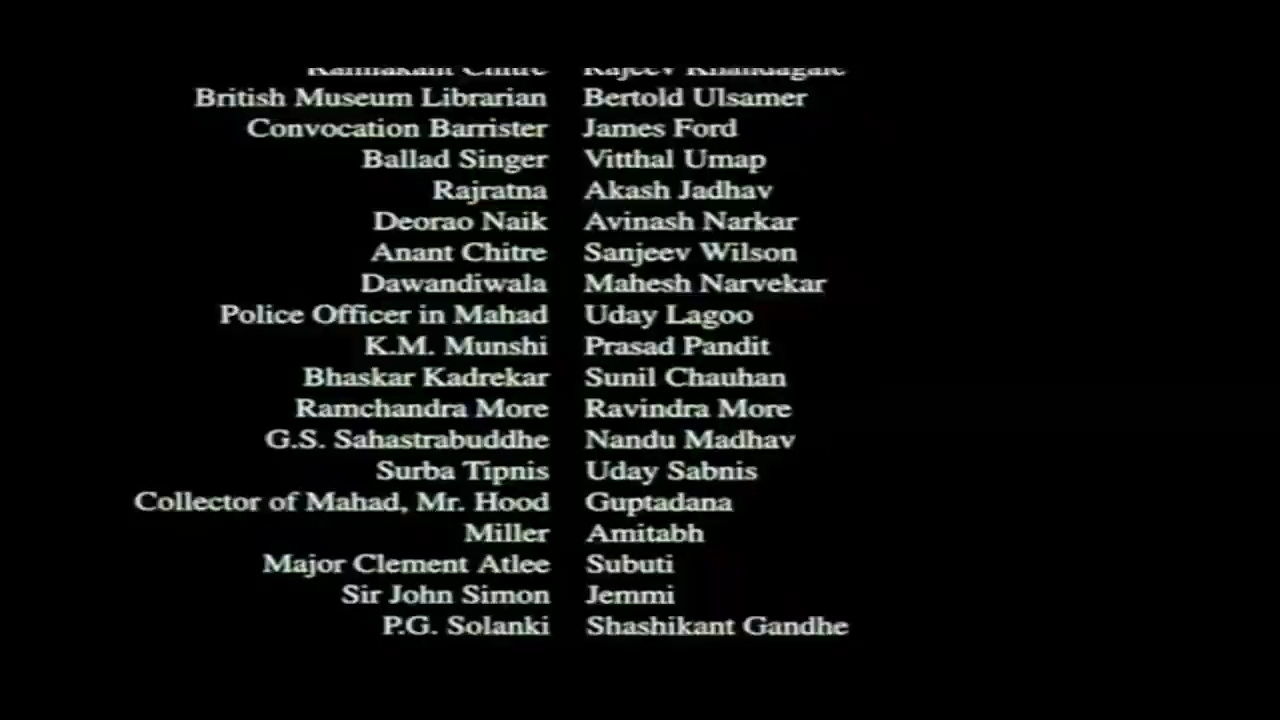 British Museum Librarian Bertold Ulsamer
Convocation Barrister James Ford
Ballad Singer Vitthal Umap
Rajratna Akash Jadhav
Deorao Naik Avinash Narkar
Anant Chitre Sanjeev Wilson
Dawandiwala Mahesh Narvekar
Police Officer in Mahad Uday Lagoo
K.M. Munshi Prasad Pandit
Bhaskar Kadrekar Sunil Chauhan
Ramchandra More Ravindra More
G.S. Sahastrabuddhe Nandu Madhav
Surba Tipnis Uday Sabnis
Collector of Mahad, Mr. Hood Guptadana
Miller Amitabh
Major Clement Atlee Subuti
Sir John Simon Jemmi
P.G. Solanki Shashikant Gandhe